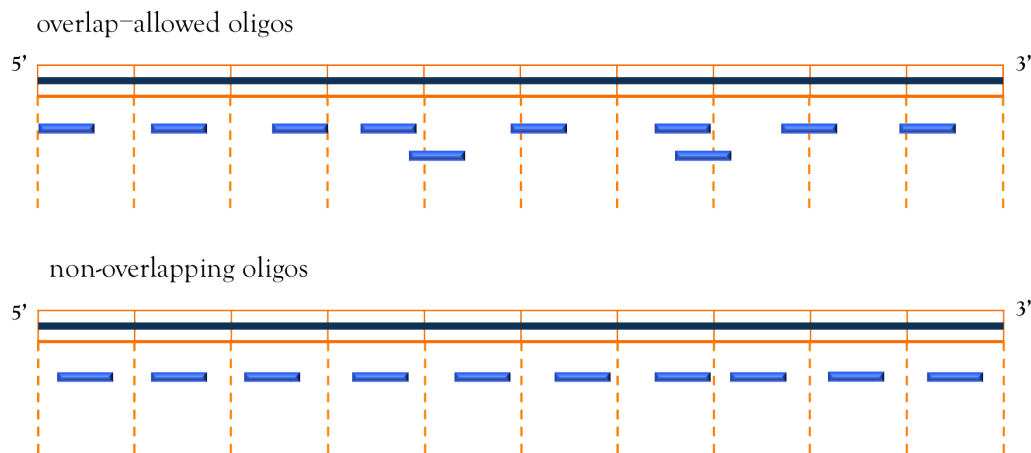 overlap–allowed oligos
5’ 3’
non-overlapping oligos
5’ 3’